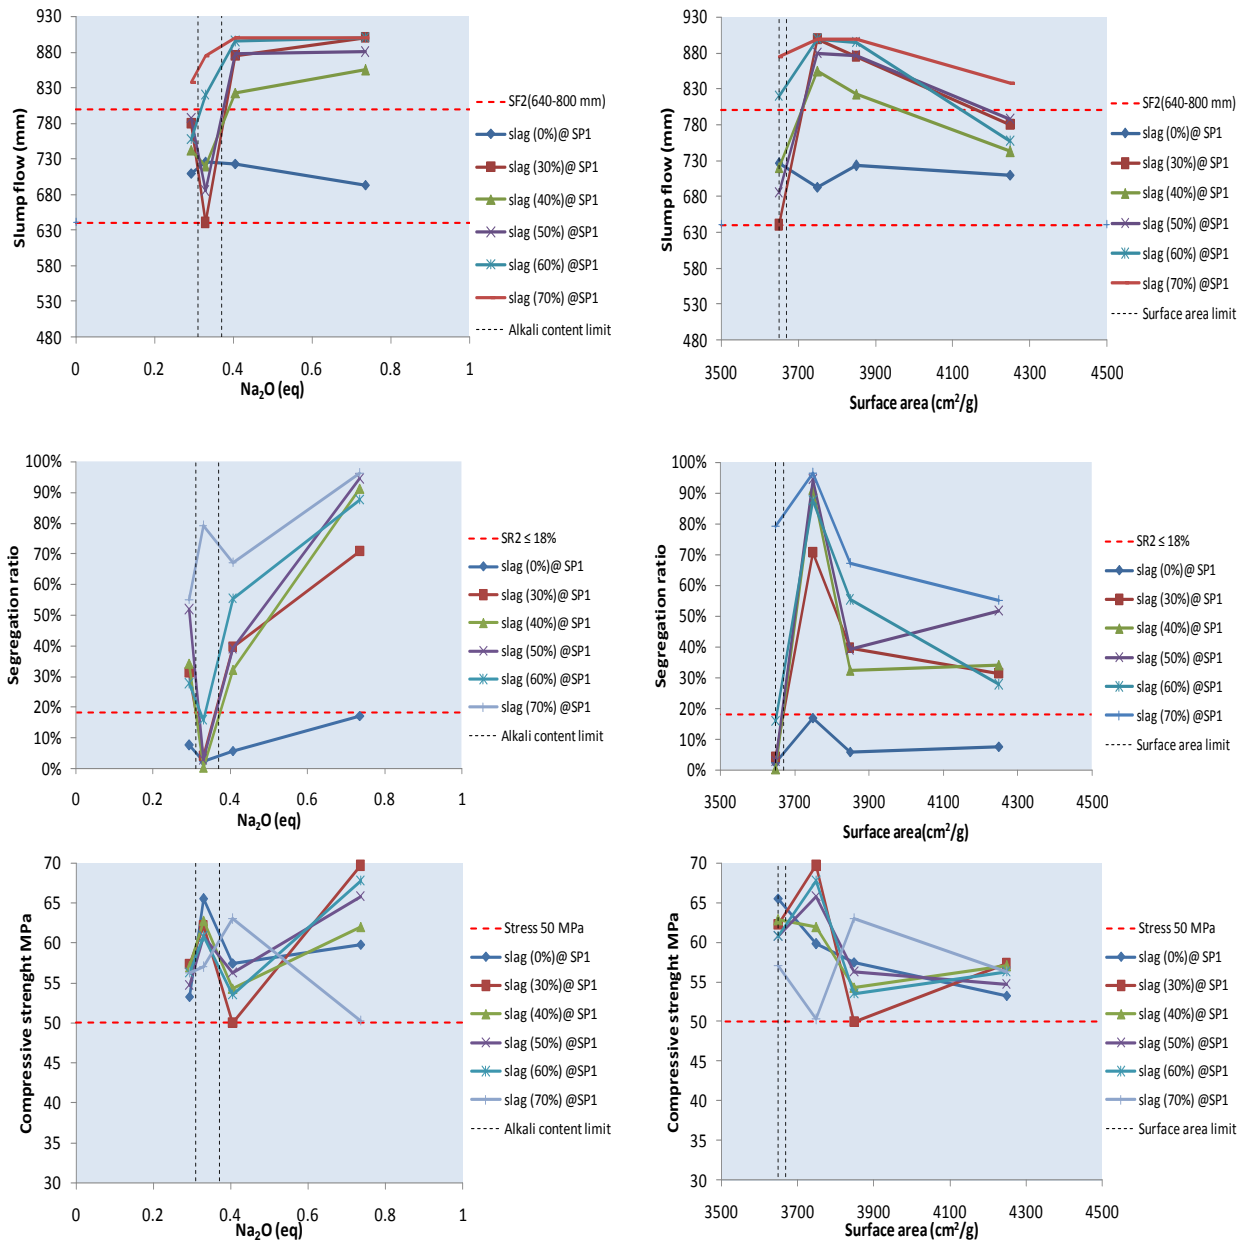 930
880
830
780
730
680
630
580
530
480
Slump flow (mm)
0 0.2 0.4 0.6 0.8 1
Na2O (eq)
SF2(640-800 mm)
slag (0%)@ SP1
slag (30%)@ SP1
slag (40%)@ SP1
slag (50%) @SP1
slag (60%) @SP1
slag (70%) @SP1
Alkali content limit
930
880
830
780
730
680
630
580
530
480
Slump flow (mm)
3500 3700 3900 4100 4300 4500
Surface area (cm2/g)
SF2(640-800 mm)
slag (0%)@ SP1
slag (30%)@ SP1
slag (40%)@ SP1
slag (50%) @SP1
slag (60%) @SP1
slag (70%) @SP1
Surface area limit
100%
90%
80%
70%
60%
50%
40%
30%
20%
10%
0%
Segregation ratio
0 0.2 0.4 0.6 0.8 1
Na2O (eq)
SR2 ≤ 18%
slag (0%)@ SP1
slag (30%)@ SP1
slag (40%)@ SP1
slag (50%) @SP1
slag (60%) @SP1
slag (70%) @SP1
Alkali content limit
100%
90%
80%
70%
60%
50%
40%
30%
20%
10%
0%
Segregation ratio
3500 3700 3900 4100 4300 4500
Surface area(cm2/g)
SR2 ≤ 18%
slag (0%)@ SP1
slag (30%)@ SP1
slag (40%)@ SP1
slag (50%) @SP1
slag (60%) @SP1
slag (70%) @SP1
Surface area limit
70
65
60
55
50
45
40
35
30
Compressive strenght MPa
0 0.2 0.4 0.6 0.8 1
Na2O (eq)
Stress 50 MPa
slag (0%)@ SP1
slag (30%)@ SP1
slag (40%)@ SP1
slag (50%) @SP1
slag (60%) @SP1
slag (70%) @SP1
Alkali content limit
70
65
60
55
50
45
40
35
30
Compressive strenght MPa
3500 3700 3900 4100 4300 4500
Surface area (cm2/g)
Stress 50 MPa
slag (0%)@ SP1
slag (30%)@ SP1
slag (40%)@ SP1
slag (50%) @SP1
slag (60%) @SP1
slag (70%) @SP1
Surface area limit